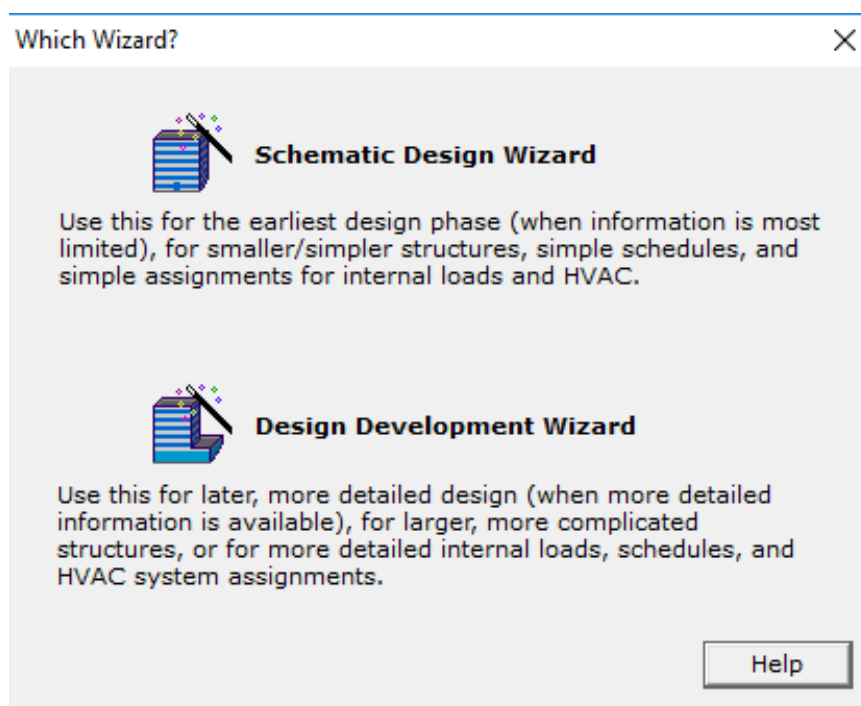 Which Wizard?
Schematic Design Wizard
Use this for the earliest design phase (when information is most
limited), for smaller/simpler structures, simple schedules, and
simple assignments for internal loads and HVAC.
Design Development Wizard
Use this for later, more detailed design (when more detailed
information is available), for larger, more complicated
structures, or for more detailed internal loads, schedules, and
HVAC system assignments.
Help